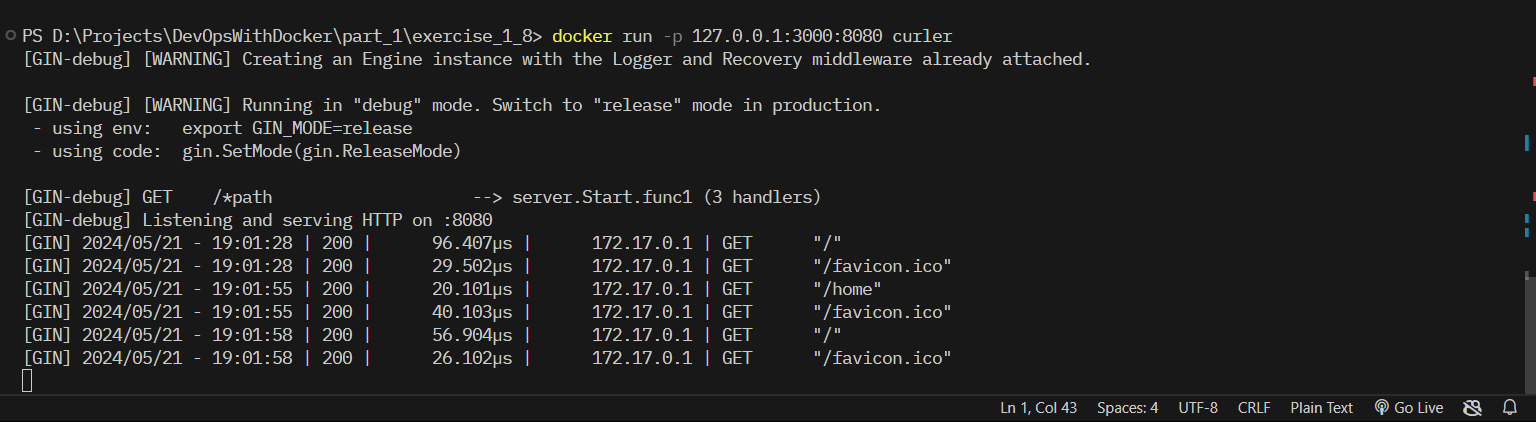 PS D:\Projects\DevOpsWithDocker\part_1\exercise_1_8> docker run -p 127.0.0.1:3000:8080 curler
[GIN-debug] [WARNING] Creating an Engine instance with the Logger and Recovery middleware already attached.
[GIN-debug] [WARNING] Running in "debug" mode. Switch to "release" mode in production.
 - using env:   export GIN_MODE=release
 - using code:  gin.SetMode(gin.ReleaseMode)
[GIN-debug] GET    /*path                    --> server.Start.func1 (3 handlers)
[GIN-debug] Listening and serving HTTP on :8080
[GIN] 2024/05/21 - 19:01:28 | 200 |      96.407µs |      172.17.0.1 | GET      "/"
[GIN] 2024/05/21 - 19:01:28 | 200 |      29.502µs |      172.17.0.1 | GET      "/favicon.ico"
[GIN] 2024/05/21 - 19:01:55 | 200 |      20.101µs |      172.17.0.1 | GET      "/home"
[GIN] 2024/05/21 - 19:01:55 | 200 |      40.103µs |      172.17.0.1 | GET      "/favicon.ico"
[GIN] 2024/05/21 - 19:01:58 | 200 |      56.904µs |      172.17.0.1 | GET      "/"
[GIN] 2024/05/21 - 19:01:58 | 200 |      26.102µs |      172.17.0.1 | GET      "/favicon.ico"
Ln 1, Col 43 Spaces: 4 UTF-8 CRLF Plain Text Go Live